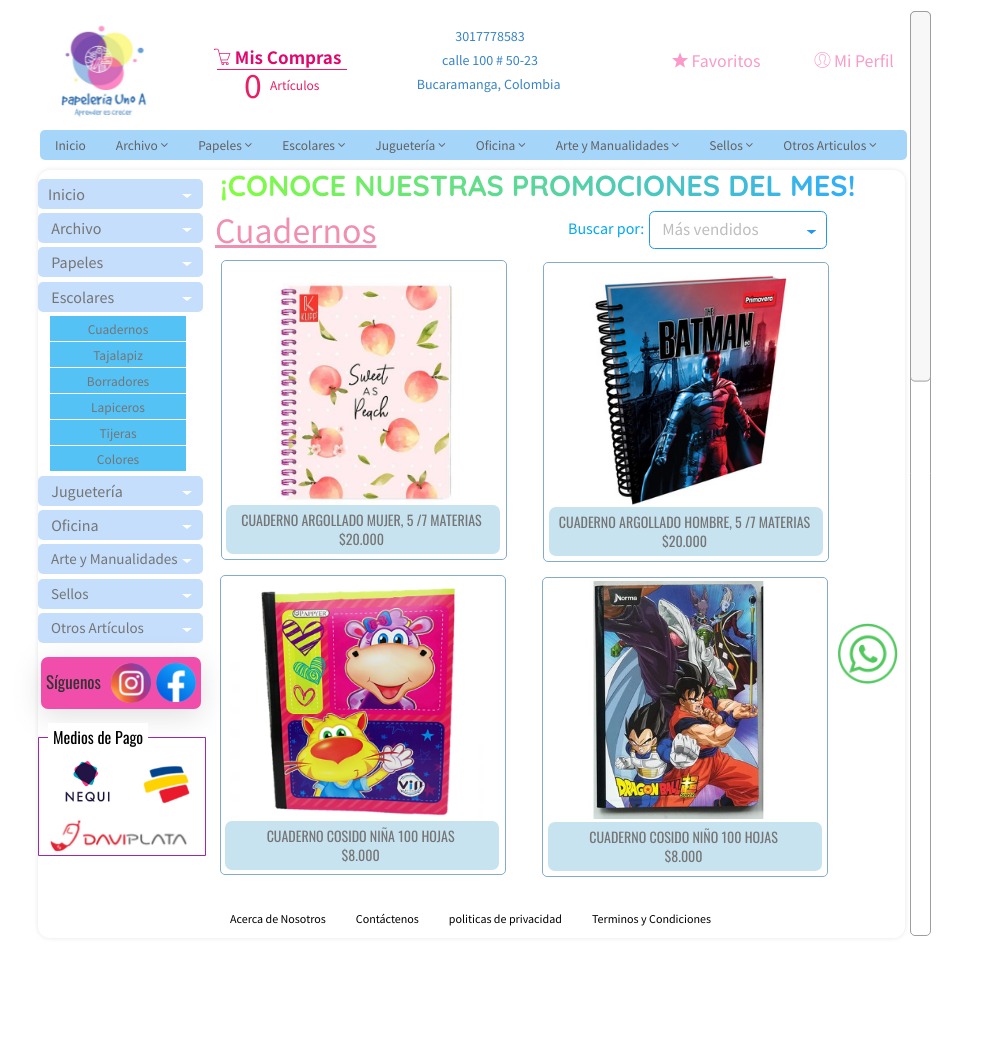 papelería Uno A
Aprender es crecer
Mis Compras
0 Artículos
3017778583
calle 100 # 50-23
Bucaramanga, Colombia
Favoritos
Mi Perfil
Inicio Archivo Papeles Escolares Juguetería Oficina Arte y Manualidades Sellos Otros Articulos
¡CONOCE NUESTRAS PROMOCIONES DEL MES!
Inicio
Archivo
Papeles
Escolares
Cuadernos
Tajalapiz
Borradores
Lapiceros
Tijeras
Colores
Juguetería
Oficina
Arte y Manualidades
Sellos
Otros Artículos
Síguenos
Medios de Pago
NEQUI
DAVIPLATA
Cuadernos
Buscar por: Más vendidos
K
KLIPP
Sweet
AS
Peach
CUADERNO ARGOLLADO MUJER, 5 /7 MATERIAS
$20.000
Primavera
THE
BATMAN
CUADERNO ARGOLLADO HOMBRE, 5 /7 MATERIAS
$20.000
PAPPYER
CUADERNO COSIDO NIÑA 100 HOJAS
$8.000
Norma
DRAGONBALL
CUADERNO COSIDO NIÑO 100 HOJAS
$8.000
Acerca de Nosotros Contáctenos politicas de privacidad Terminos y Condiciones